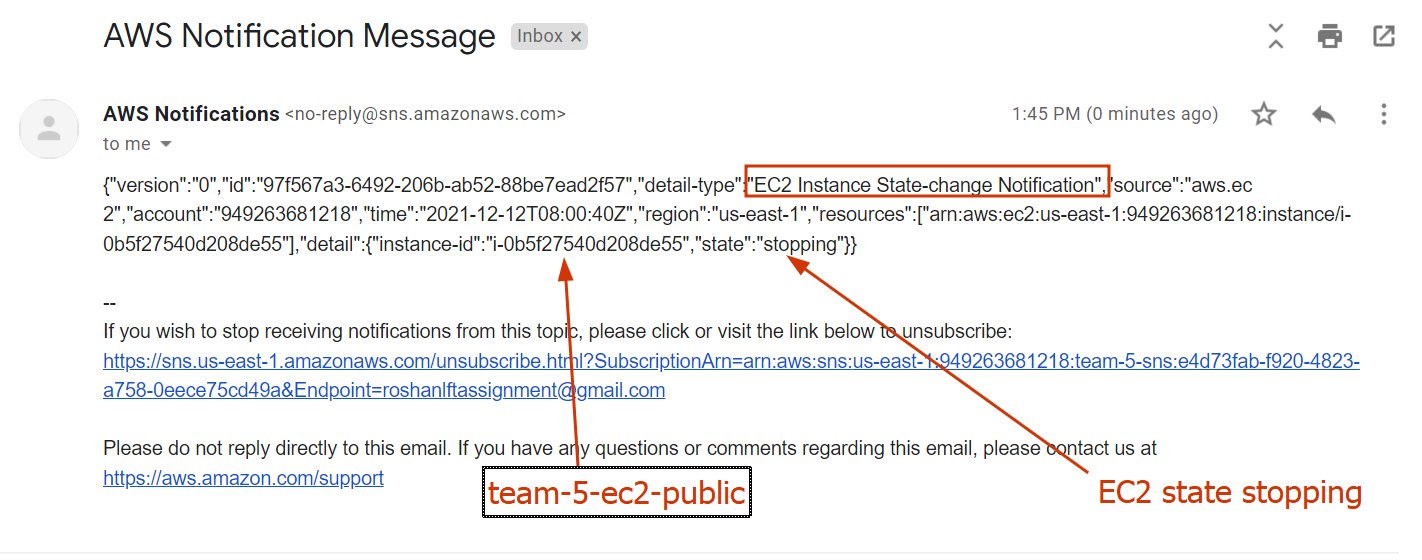 AWS Notification Message Inbox ×
AWS Notifications <no-reply@sns.amazonaws.com> 1:45 PM (0 minutes ago)
to me
{"version":"0","id":"97f567a3-6492-206b-ab52-88be7ead2f57","detail-type":"EC2 Instance State-change Notification","source":"aws.ec
2","account":"949263681218","time":"2021-12-12T08:00:40Z","region":"us-east-1","resources":["arn:aws:ec2:us-east-1:949263681218:instance/i-
0b5f27540d208de55"],"detail":{"instance-id":"i-0b5f27540d208de55","state":"stopping"}}
--
If you wish to stop receiving notifications from this topic, please click or visit the link below to unsubscribe:
https://sns.us-east-1.amazonaws.com/unsubscribe.html?SubscriptionArn=arn:aws:sns:us-east-1:949263681218:team-5-sns:e4d73fab-f920-4823-
a758-0eece75cd49a&Endpoint=roshanlftassignment@gmail.com
Please do not reply directly to this email. If you have any questions or comments regarding this email, please contact us at
https://aws.amazon.com/support
team-5-ec2-public
EC2 state stopping